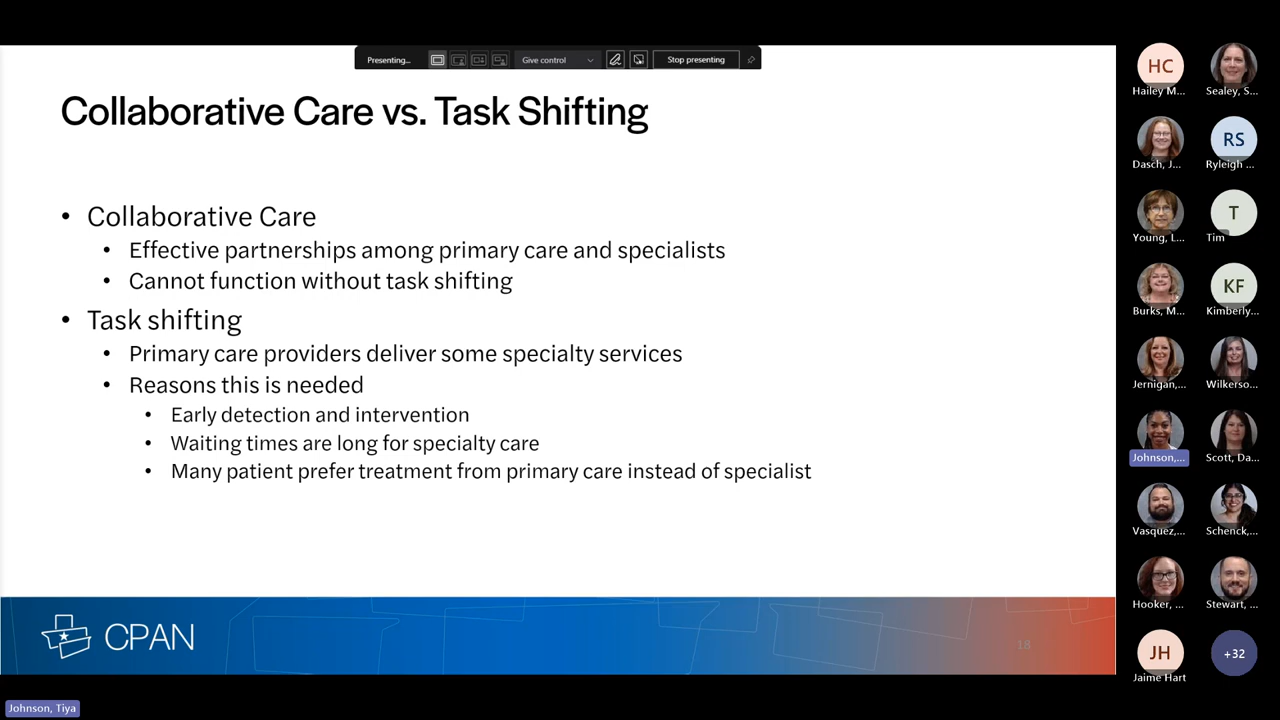 Presenting...
Give control
Stop presenting
Collaborative Care vs. Task Shifting
• Collaborative Care
• Effective partnerships among primary care and specialists
• Cannot function without task shifting
• Task shifting
• Primary care providers deliver some specialty services
• Reasons this is needed
• Early detection and intervention
• Waiting times are long for specialty care
• Many patient prefer treatment from primary care instead of specialist
CPAN
18
HC
Hailey M...
Sealey, S...
Dasch, J...
RS
Ryleigh ...
Young, L...
T
Tim
Burks, M...
KF
Kimberly...
Jernigan,...
Wilkerso...
Johnson,...
Scott, Da...
Vasquez,...
Schenck,...
Hooker, ...
Stewart, ...
JH
Jaime Hart
+32
Johnson, Tiya